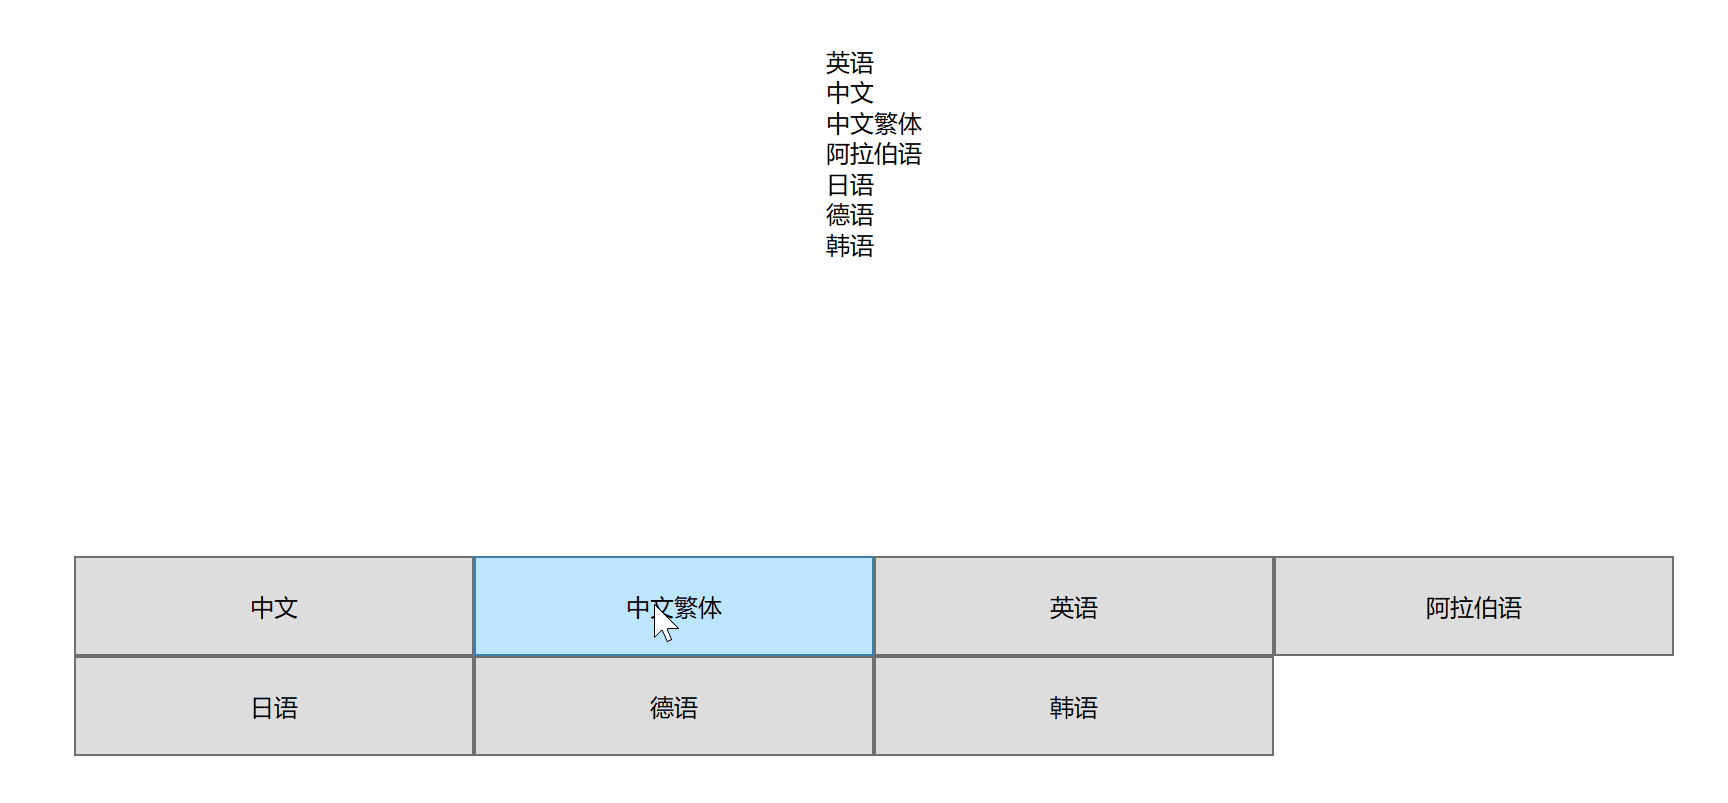 英语
中文
中文繁体
阿拉伯语
日语
德语
韩语
中文 中文繁体 英语 阿拉伯语
日语 德语 韩语